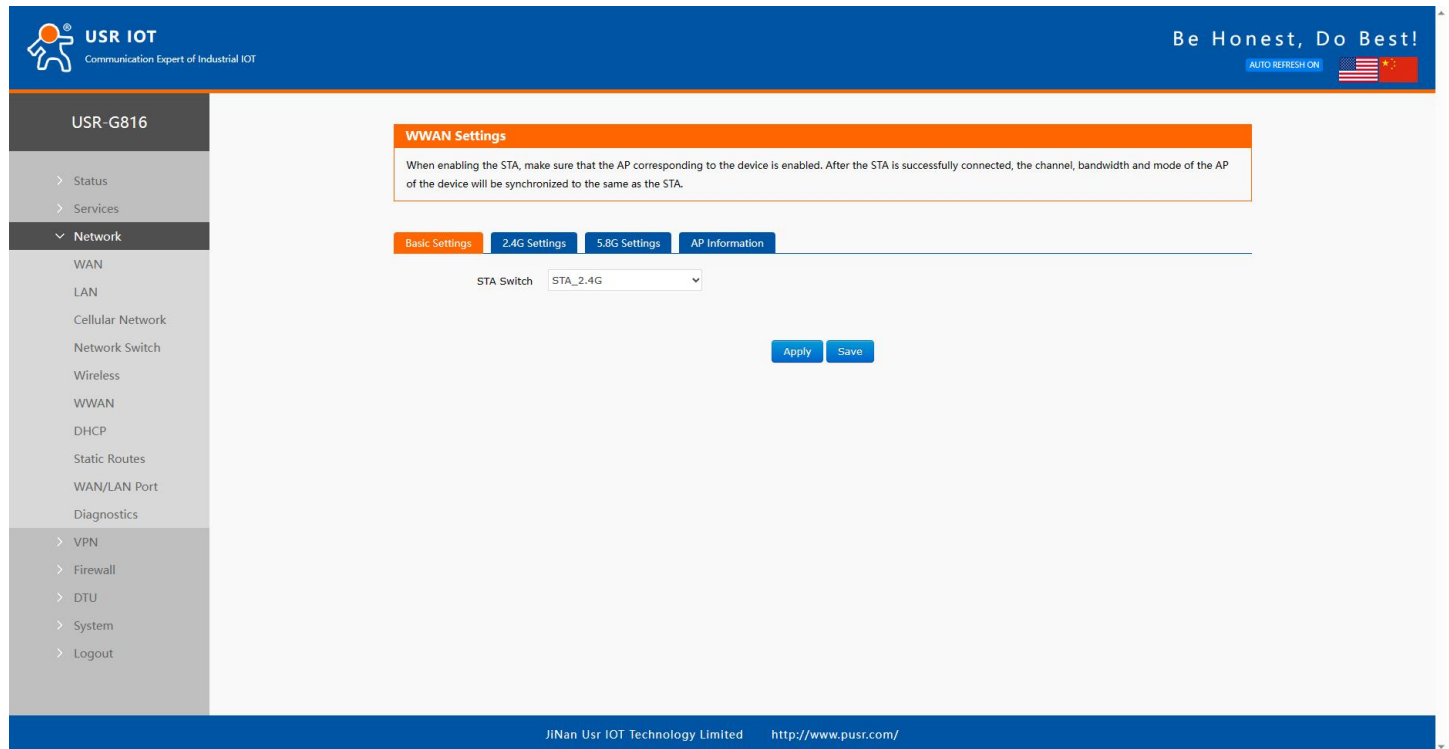 USR IOT
Communication Expert of Industrial IOT
Be Honest, Do Best!
AUTO REFRESH ON
USR-G816
Status
Services
Network
WAN
LAN
Cellular Network
Network Switch
Wireless
WWAN
DHCP
Static Routes
WAN/LAN Port
Diagnostics
VPN
Firewall
DTU
System
Logout
WWAN Settings
When enabling the STA, make sure that the AP corresponding to the device is enabled. After the STA is successfully connected, the channel, bandwidth and mode of the AP
of the device will be synchronized to the same as the STA.
Basic Settings 2.4G Settings 5.8G Settings AP Information
STA Switch STA_2.4G
Apply Save
JiNan Usr IOT Technology Limited http://www.pusr.com/